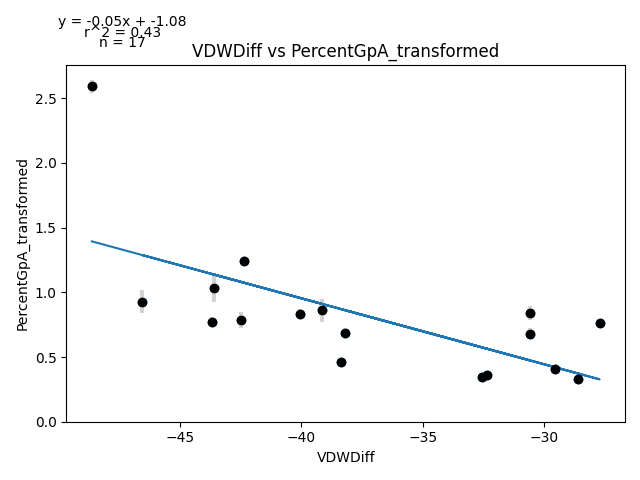 y = -0.05x + -1.08
r^2 = 0.43
n = 17
VDWDiff vs PercentGpA_transformed
PercentGpA_transformed
2.5
2.0
1.5
1.0
0.5
0.0
−45
−40
−35
−30
VDWDiff